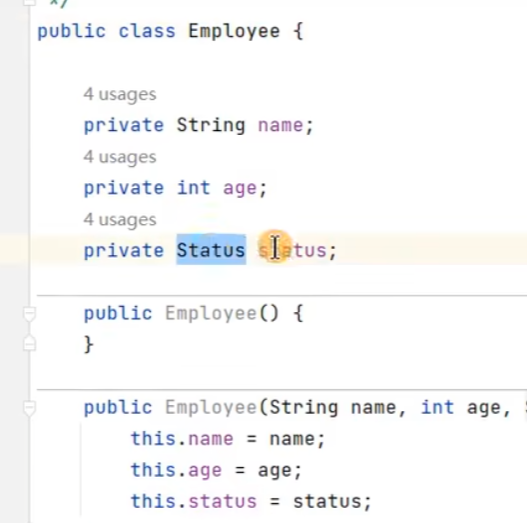 */
public class Employee {
4 usages
private String name;
4 usages
private int age;
4 usages
private Status status;
public Employee() {
}
public Employee(String name, int age,
this.name = name;
this.age = age;
this.status = status;